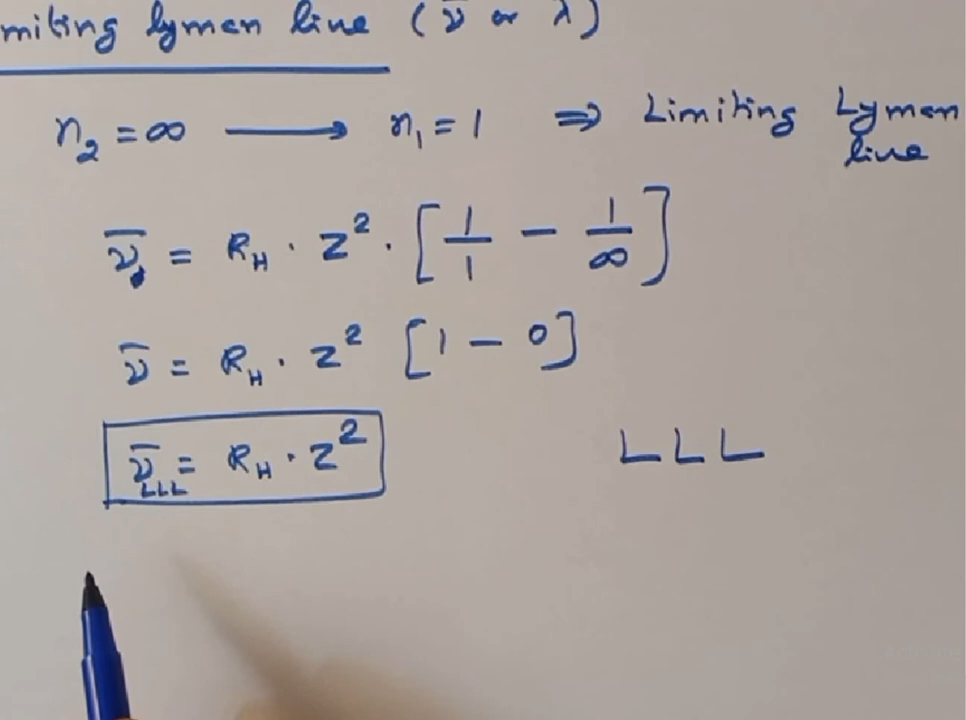 miting Lymen line ( ν̅ or λ )
n₂ = ∞ ⟶ n₁ = 1 ⇒ Limiting Lymen
line
ν̅ = R_H · Z² · [ 1/1 − 1/∞ ]
ν̅ = R_H · Z² [ 1 − 0 ]
ν̅_LLL = R_H · Z² LLL